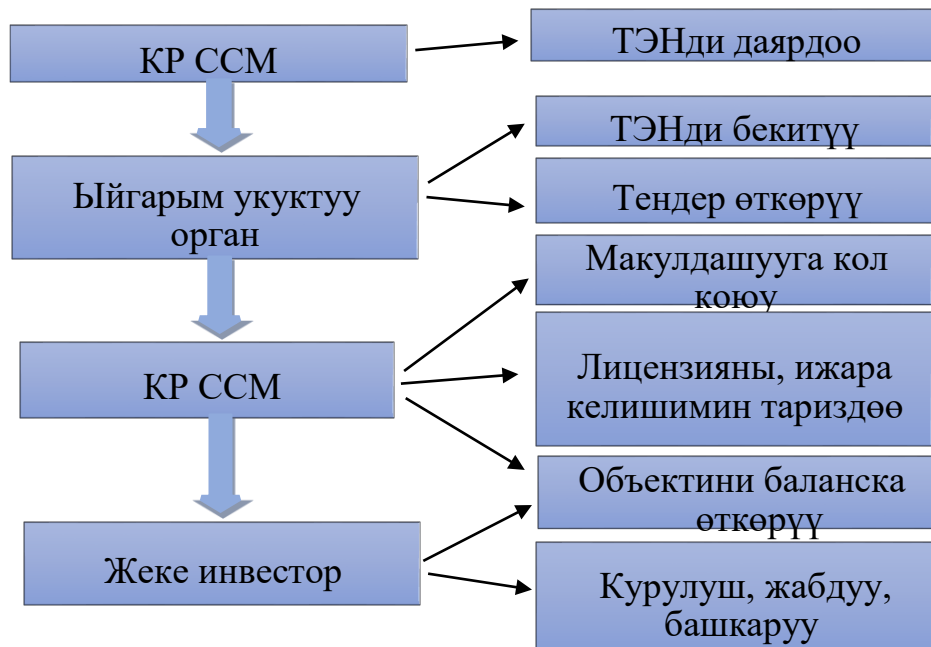 КР ССМ
ТЭНди даярдоо
Ыйгарым укуктуу
орган
ТЭНди бекитүү
Тендер өткөрүү
КР ССМ
Макулдашууга кол
коюу
Лицензияны, ижара
келишимин тариздөө
Объектини баланска
өткөрүү
Жеке инвестор
Курулуш, жабдуу,
башкаруу